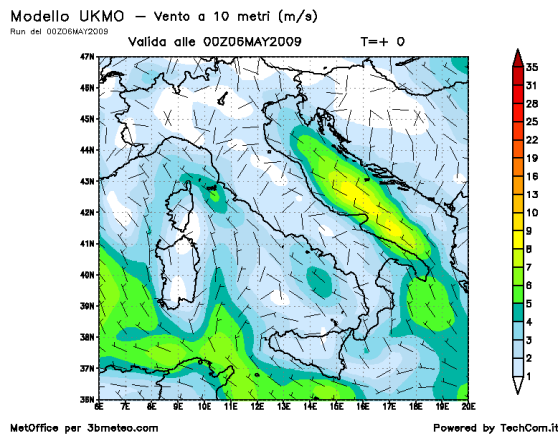 Modello UKMO – Vento a 10 metri (m/s)
Run del 00Z06MAY2009
Valida alle 00Z06MAY2009 T=+ 0
47N
46N
45N
44N
43N
42N
41N
40N
39N
38N
37N
36N
6E 7E 8E 9E 10E 11E 12E 13E 14E 15E 16E 17E 18E 19E 20E
35
31
28
25
22
19
16
13
10
9
8
7
6
5
4
3
2
1
MetOffice per 3bmeteo.com Powered by TechCom.it